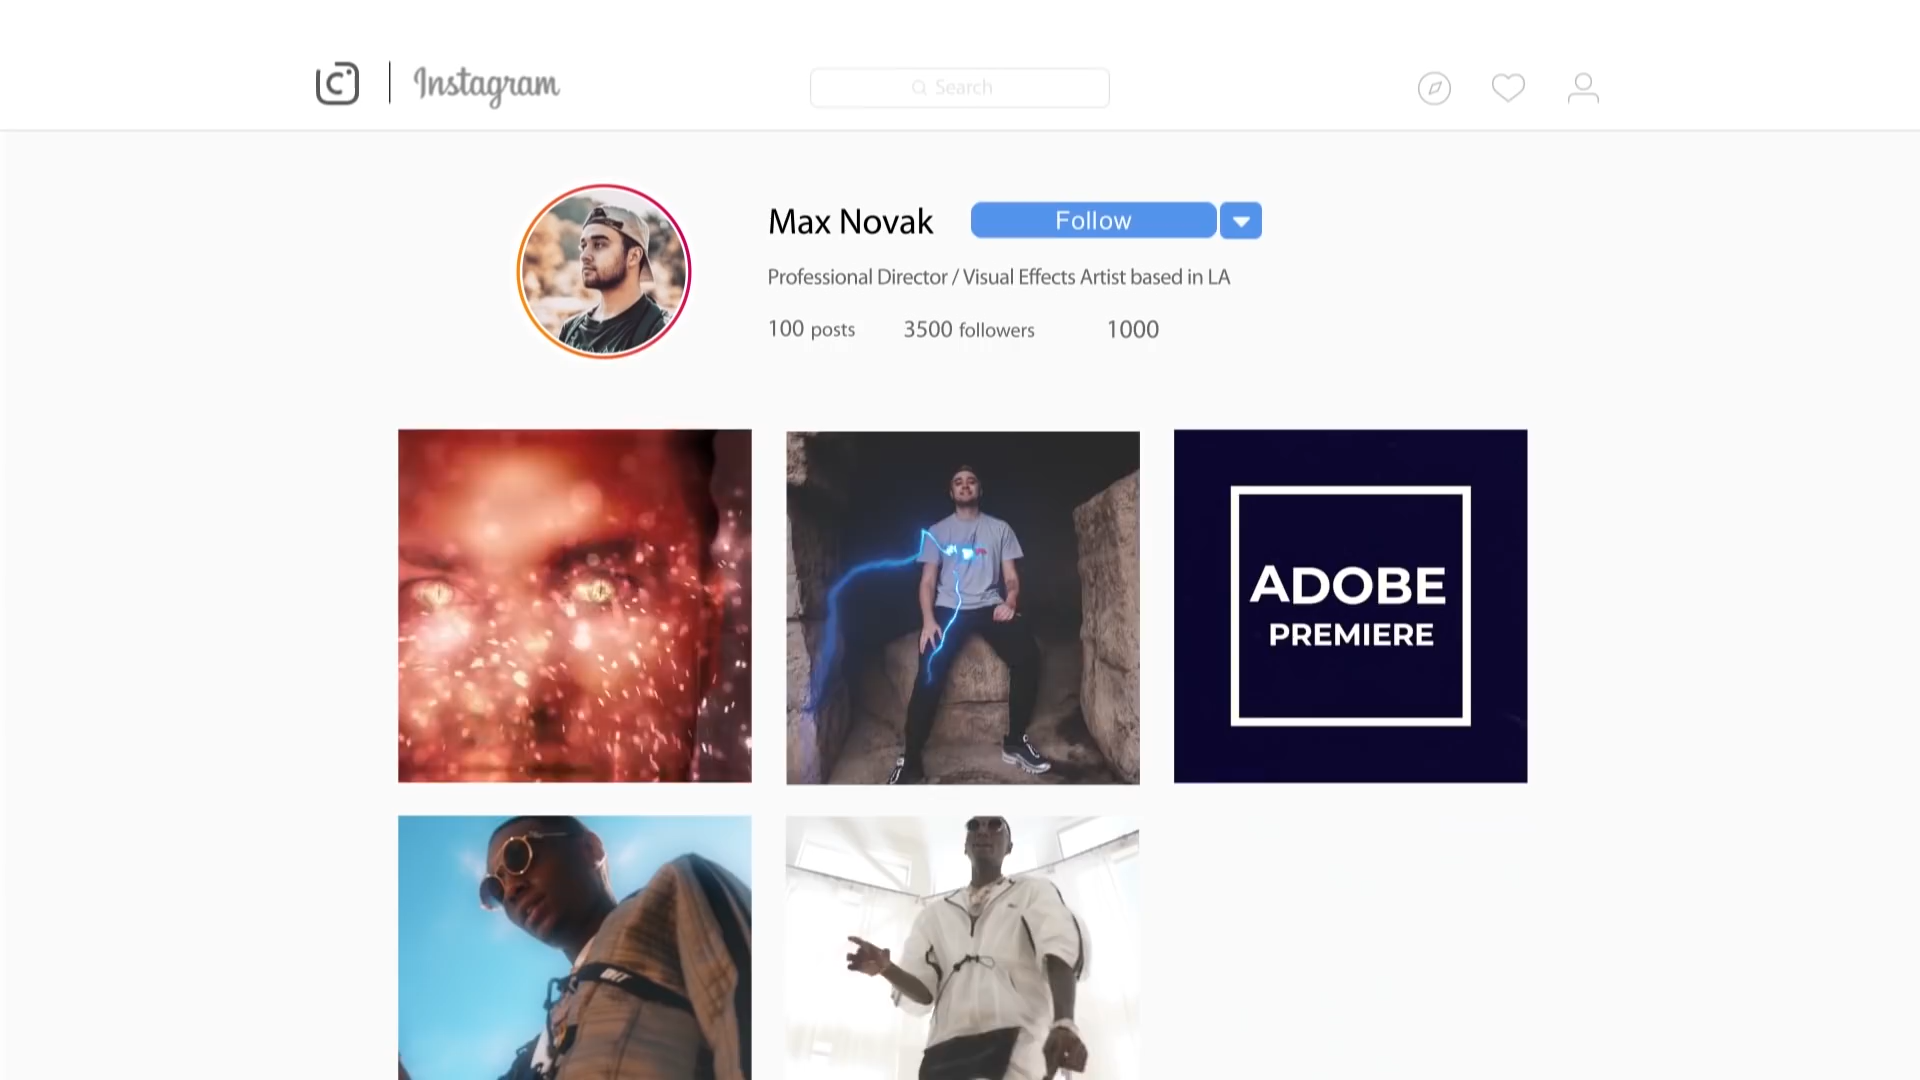 Instagram
Search
Max Novak
Follow
Professional Director / Visual Effects Artist based in LA
100 posts 3500 followers 1000
ADOBE
PREMIERE